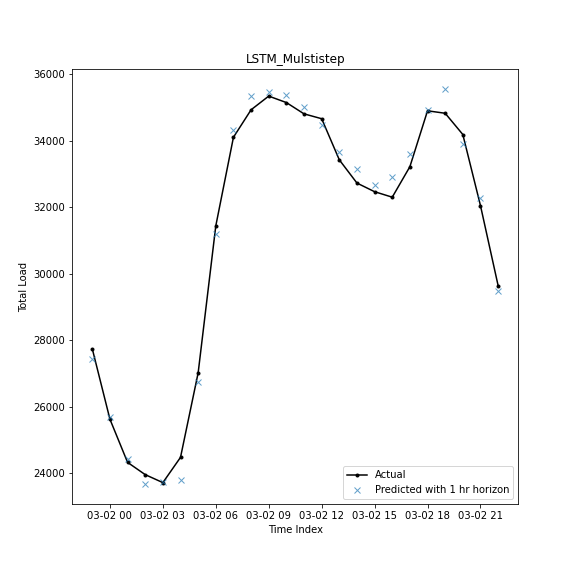 LSTM_Mulstistep
36000
34000
32000
30000
28000
26000
24000
Total Load
Actual
Predicted with 1 hr horizon
03-02 00 03-02 03 03-02 06 03-02 09 03-02 12 03-02 15 03-02 18 03-02 21
Time Index